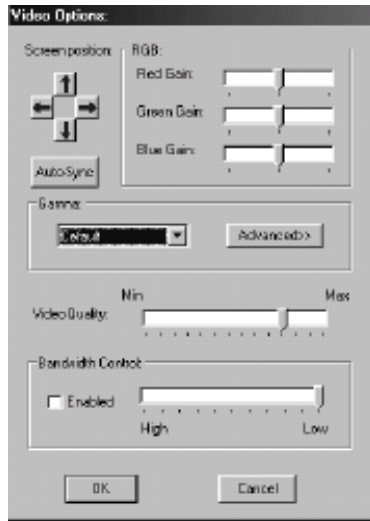 Video Options:
Screen position:
RGB:
Red Gain:
Green Gain:
Blue Gain:
Auto-Sync
Gamma:
Default
Advanced>>
Min
Max
Video Quality:
Bandwidth Control:
Enabled
High
Low
OK
Cancel